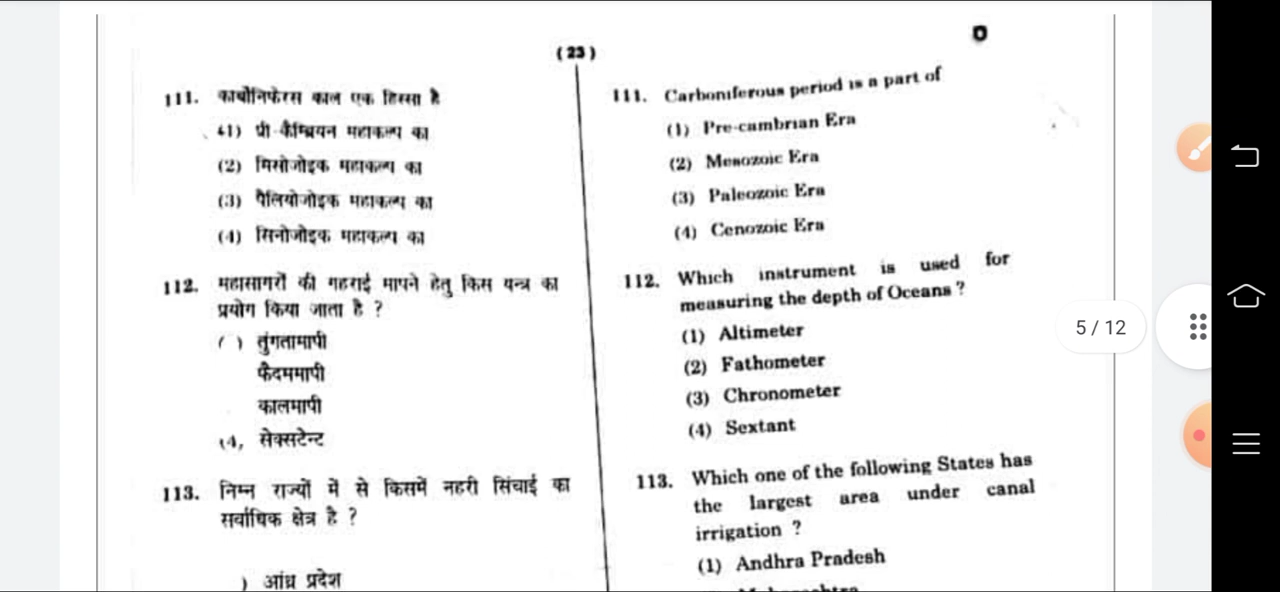 D
(23)
111. कार्बोनिफेरस काल एक हिस्सा है
(1) प्री-कैम्ब्रियन महाकल्प का
(2) मिसोजोइक महाकल्प का
(3) पैलियोजोइक महाकल्प का
(4) सिनोजोइक महाकल्प का
112. महासागरों की गहराई मापने हेतु किस यन्त्र का
प्रयोग किया जाता है ?
( ) तुंगतामापी
फैदममापी
कालमापी
(4, सेक्सटेन्ट
113. निम्न राज्यों में से किसमें नहरी सिंचाई का
सर्वाधिक क्षेत्र है ?
) आंध्र प्रदेश
111. Carboniferous period is a part of
(1) Pre-cambrian Era
(2) Mesozoic Era
(3) Paleozoic Era
(4) Cenozoic Era
112. Which instrument is used for
measuring the depth of Oceans ?
(1) Altimeter
(2) Fathometer
(3) Chronometer
(4) Sextant
113. Which one of the following States has
the largest area under canal
irrigation ?
(1) Andhra Pradesh
5 / 12